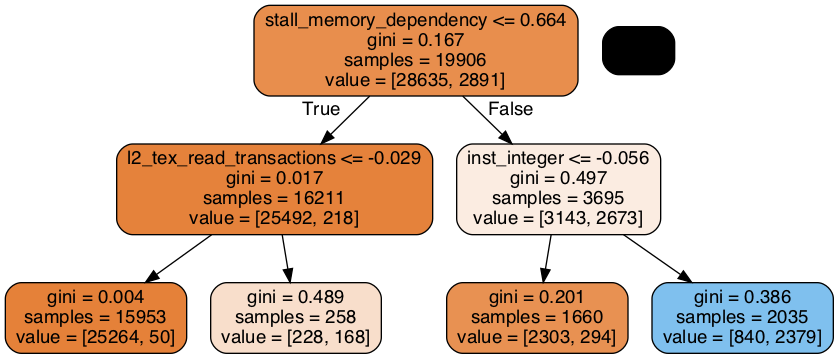 stall_memory_dependency <= 0.664
gini = 0.167
samples = 19906
value = [28635, 2891]
True
False
l2_tex_read_transactions <= -0.029
gini = 0.017
samples = 16211
value = [25492, 218]
inst_integer <= -0.056
gini = 0.497
samples = 3695
value = [3143, 2673]
gini = 0.004
samples = 15953
value = [25264, 50]
gini = 0.489
samples = 258
value = [228, 168]
gini = 0.201
samples = 1660
value = [2303, 294]
gini = 0.386
samples = 2035
value = [840, 2379]